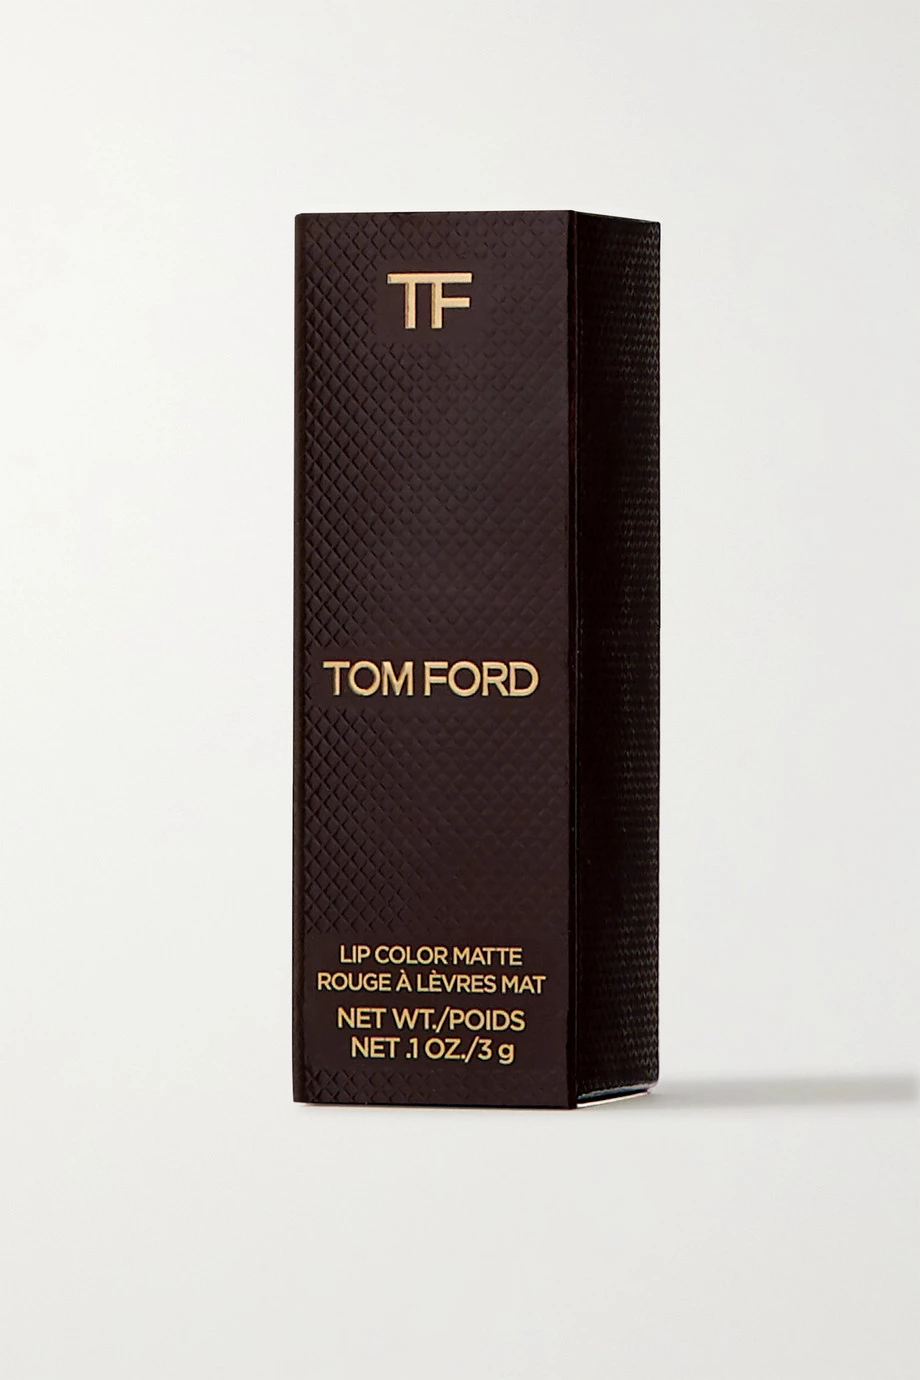 TF
TOM FORD
LIP COLOR MATTE
ROUGE À LÈVRES MAT
NET WT./POIDS
NET .1 OZ./3 g